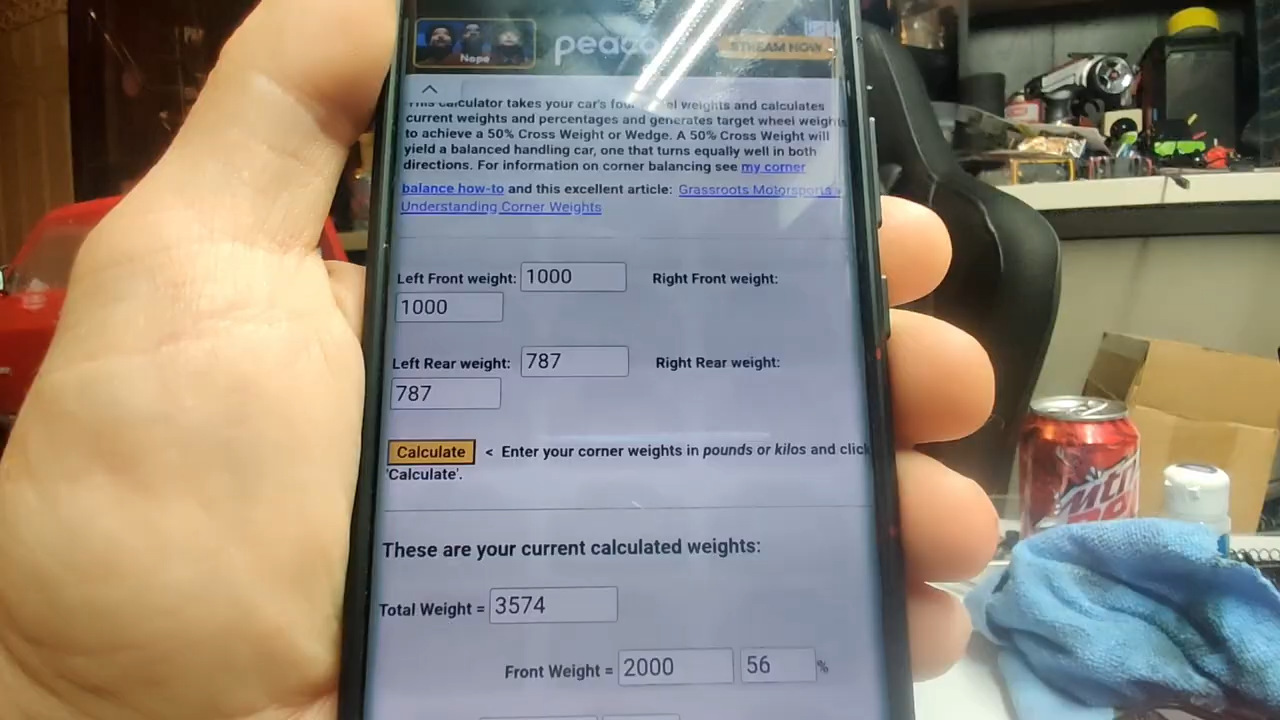 Nope
STREAM NOW
calculator takes your car's el weights and calculates
current weights and percentages and generates target wheel weights
to achieve a 50% Cross Weight or Wedge. A 50% Cross Weight will
yield a balanced handling car, one that turns equally well in both
directions. For information on corner balancing see my corner
balance how-to and this excellent article: Grassroots Motorsports
Understanding Corner Weights
Left Front weight: 1000 Right Front weight:
1000
Left Rear weight: 787 Right Rear weight:
787
Calculate < Enter your corner weights in pounds or kilos and click
'Calculate'.
These are your current calculated weights:
Total Weight = 3574
Front Weight = 2000 56 %